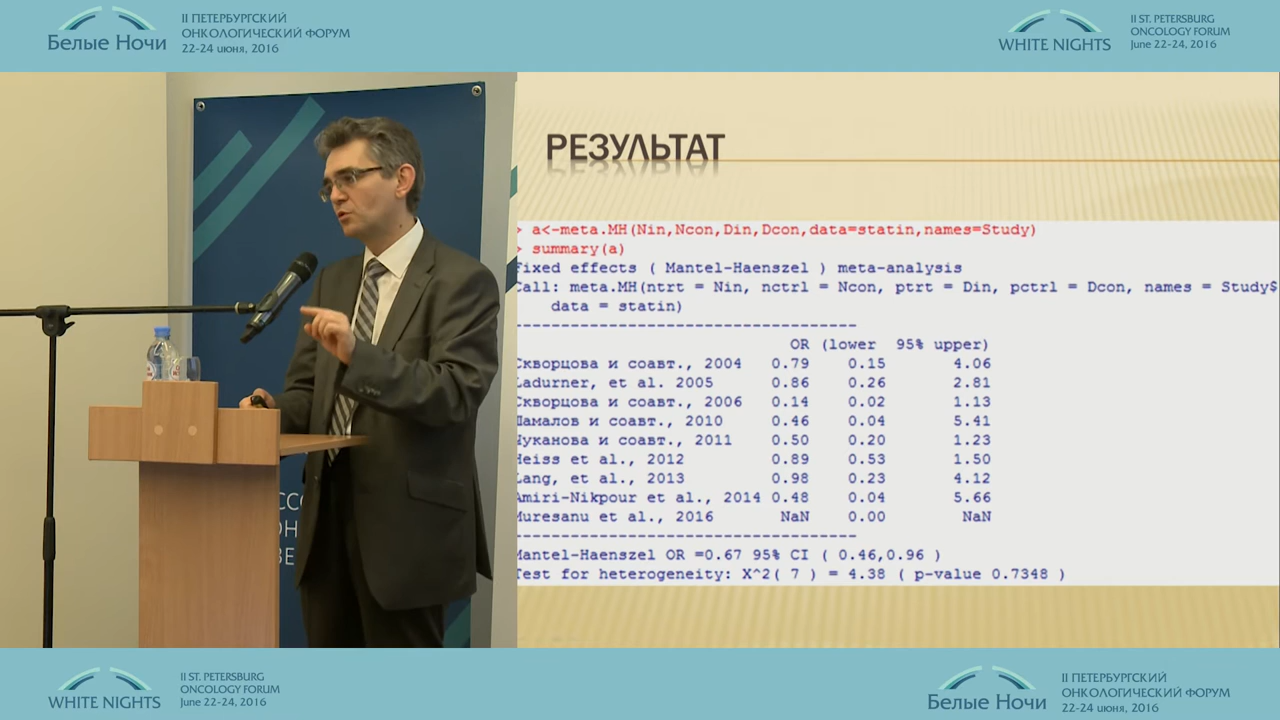 Белые Ночи
II ПЕТЕРБУРГСКИЙ
ОНКОЛОГИЧЕСКИЙ ФОРУМ
22-24 июня, 2016
WHITE NIGHTS
II ST. PETERSBURG
ONCOLOGY FORUM
June 22-24, 2016
РЕЗУЛЬТАТ
> a<-meta.MH(Nin,Ncon,Din,Dcon,data=statin,names=Study)
> summary(a)
Fixed effects ( Mantel-Haenszel ) meta-analysis
Call: meta.MH(ntrt = Nin, nctrl = Ncon, ptrt = Din, pctrl = Dcon, names = Study$
data = statin)
------------------------------------
OR (lower 95% upper)
Скворцова и соавт., 2004 0.79 0.15 4.06
Ladurner, et al. 2005 0.86 0.26 2.81
Скворцова и соавт., 2006 0.14 0.02 1.13
Шамалов и соавт., 2010 0.46 0.04 5.41
Чуканова и соавт., 2011 0.50 0.20 1.23
Heiss et al., 2012 0.89 0.53 1.50
Lang, et al., 2013 0.98 0.23 4.12
Amiri-Nikpour et al., 2014 0.48 0.04 5.66
Muresanu et al., 2016 NaN 0.00 NaN
------------------------------------
Mantel-Haenszel OR =0.67 95% CI ( 0.46,0.96 )
Test for heterogeneity: X^2( 7 ) = 4.38 ( p-value 0.7348 )
WHITE NIGHTS
II ST. PETERSBURG
ONCOLOGY FORUM
June 22-24, 2016
Белые Ночи
II ПЕТЕРБУРГСКИЙ
ОНКОЛОГИЧЕСКИЙ ФОРУМ
22-24 июня, 2016